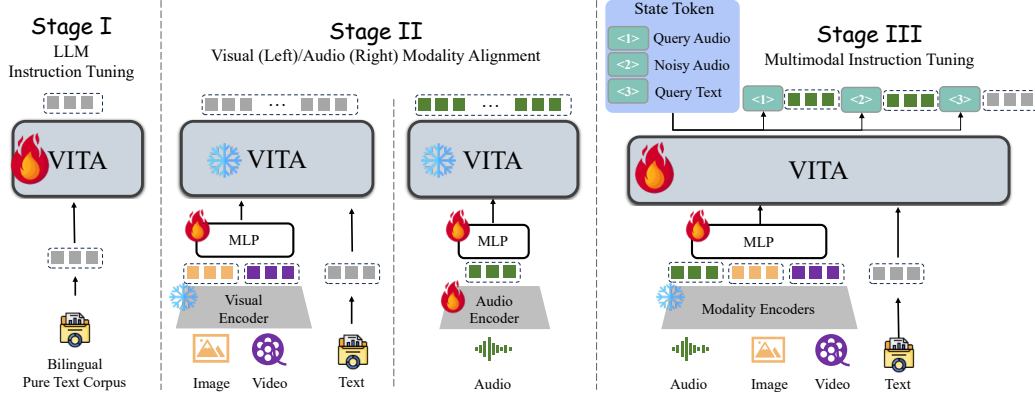 Stage I
LLM
Instruction Tuning
VITA
Bilingual
Pure Text Corpus
Stage II
Visual (Left)/Audio (Right) Modality Alignment
...
VITA
MLP
Visual
Encoder
Image
Video
Text
...
VITA
MLP
Audio
Encoder
Audio
State Token
<1> Query Audio
<2> Noisy Audio
<3> Query Text
Stage III
Multimodal Instruction Tuning
<1>
<2>
<3>
VITA
MLP
Modality Encoders
Audio
Image
Video
Text